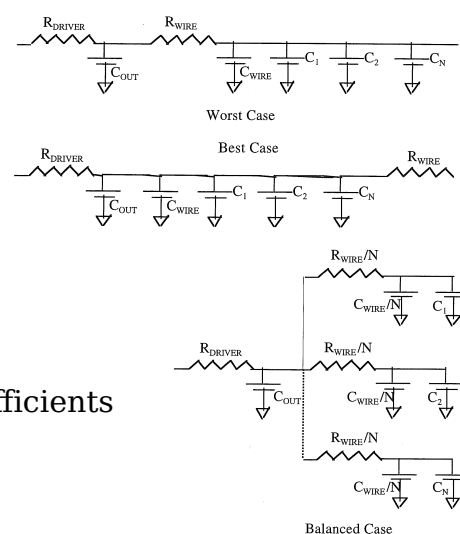 R_DRIVER R_WIRE
C_OUT C_WIRE C_1 C_2 C_N
Worst Case
Best Case
R_DRIVER R_WIRE
C_OUT C_WIRE C_1 C_2 C_N
R_WIRE/N
C_WIRE/N C_1
R_DRIVER R_WIRE/N
fficients C_OUT C_WIRE/N C_2
R_WIRE/N
C_WIRE/N C_N
Balanced Case